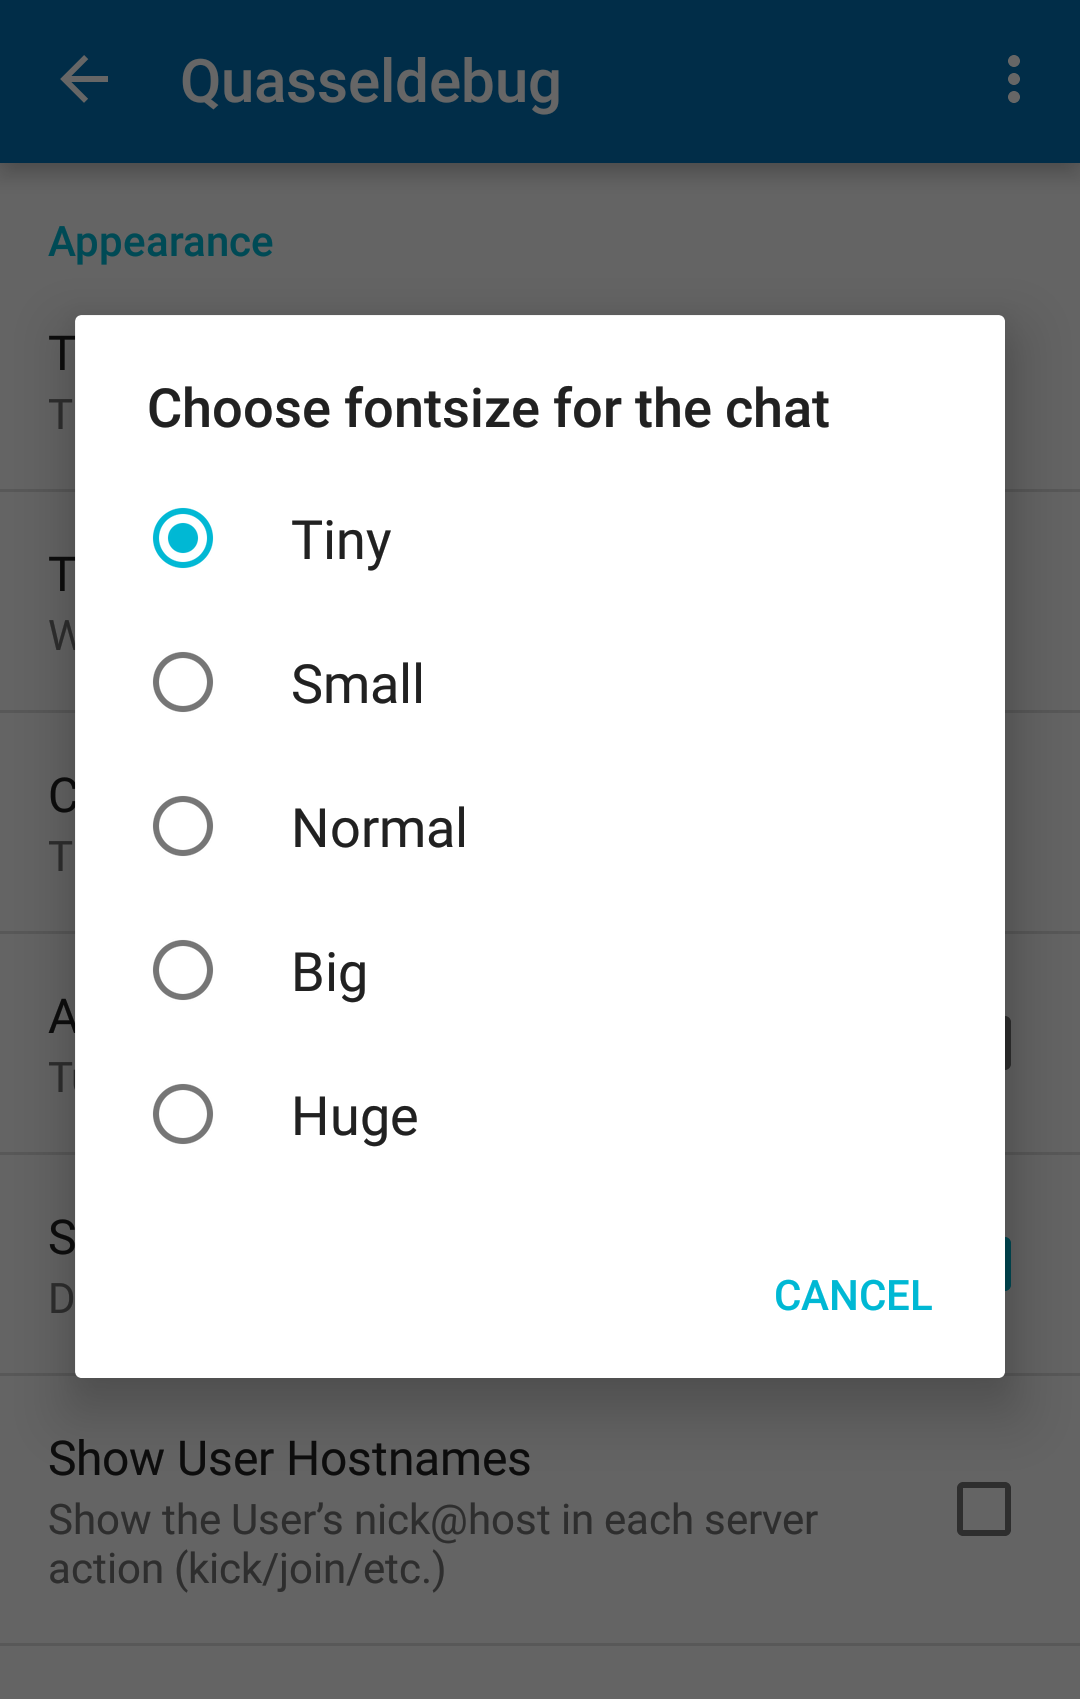 Quasseldebug
Appearance
Choose fontsize for the chat
Tiny
Small
Normal
Big
Huge
CANCEL
Show User Hostnames
Show the User’s nick@host in each server
action (kick/join/etc.)